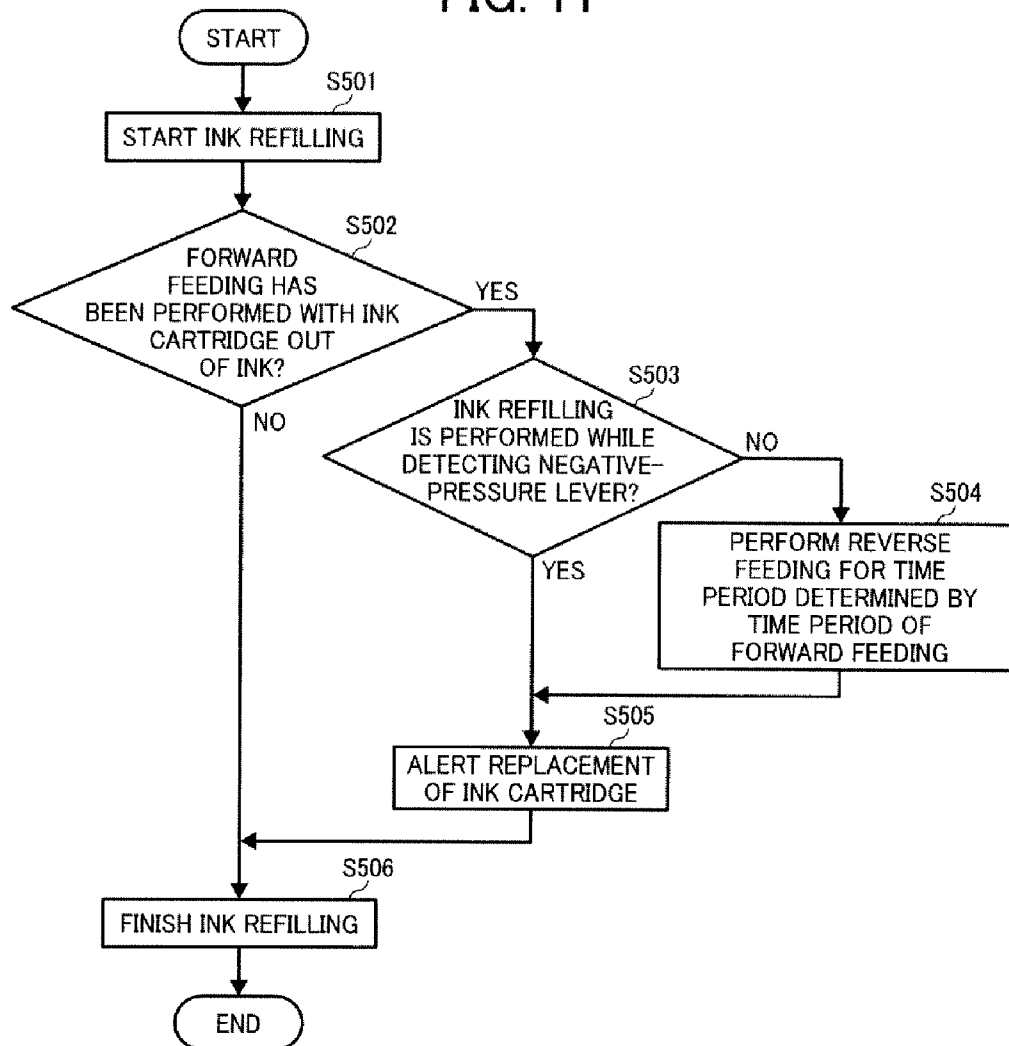 FIG. 11
START
S501
START INK REFILLING
S502
FORWARD
FEEDING HAS
BEEN PERFORMED WITH INK
CARTRIDGE OUT
OF INK?
YES
NO
S503
INK REFILLING
IS PERFORMED WHILE
DETECTING NEGATIVE-
PRESSURE LEVER?
NO
YES
S504
PERFORM REVERSE
FEEDING FOR TIME
PERIOD DETERMINED BY
TIME PERIOD OF
FORWARD FEEDING
S505
ALERT REPLACEMENT
OF INK CARTRIDGE
S506
FINISH INK REFILLING
END